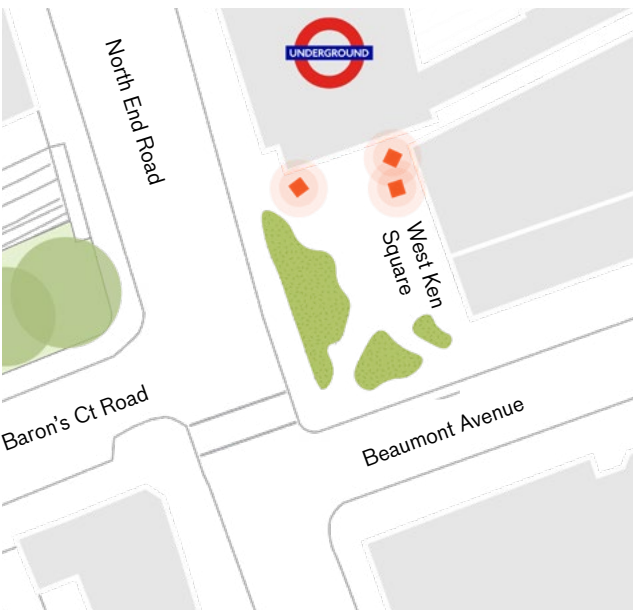 UNDERGROUND
North End Road
West Ken
Square
Baron's Ct Road
Beaumont Avenue